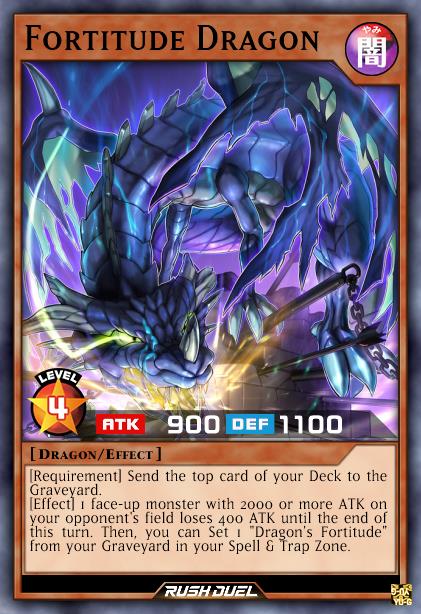 FORTITUDE DRAGON
やみ
闇
LEVEL
4
ATK 900 DEF 1100
[DRAGON/EFFECT]
[Requirement] Send the top card of your Deck to the
Graveyard.
[Effect] 1 face-up monster with 2000 or more ATK on
your opponent's field loses 400 ATK until the end of
this turn. Then, you can Set 1 "Dragon's Fortitude"
from your Graveyard in your Spell & Trap Zone.
RUSH DUEL